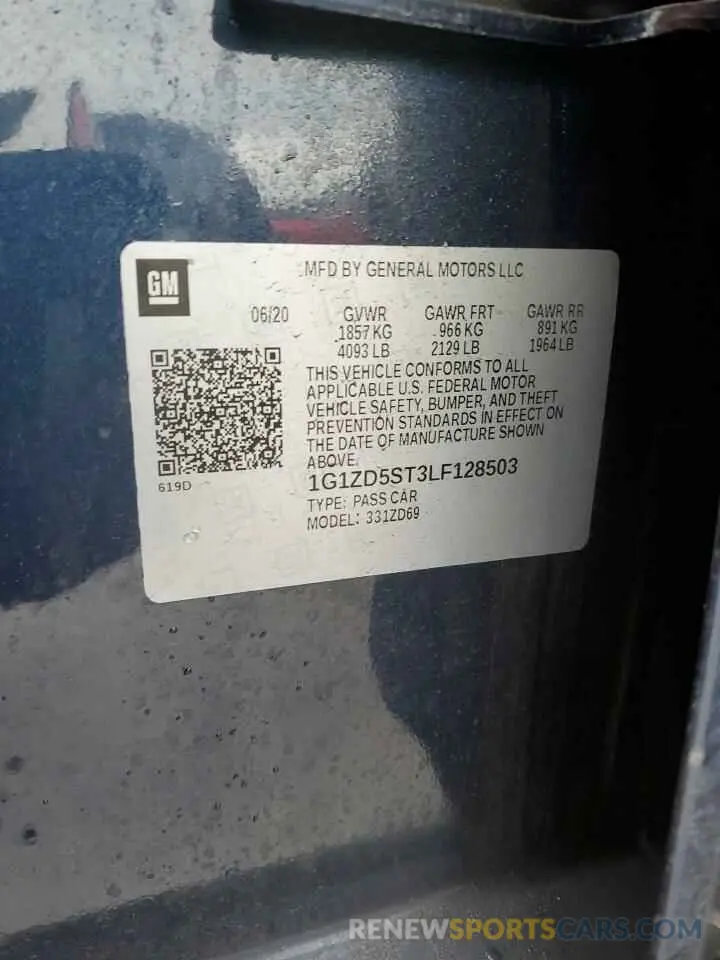 GM
MFD BY GENERAL MOTORS LLC
06/20 GVWR GAWR FRT GAWR RR
1857 KG 966 KG 891 KG
4093 LB 2129 LB 1964 LB
THIS VEHICLE CONFORMS TO ALL
APPLICABLE U.S. FEDERAL MOTOR
VEHICLE SAFETY, BUMPER, AND THEFT
PREVENTION STANDARDS IN EFFECT ON
THE DATE OF MANUFACTURE SHOWN
ABOVE.
619D
1G1ZD5ST3LF128503
TYPE: PASS CAR
MODEL: 331ZD69
RENEWSPORTSCARS.COM